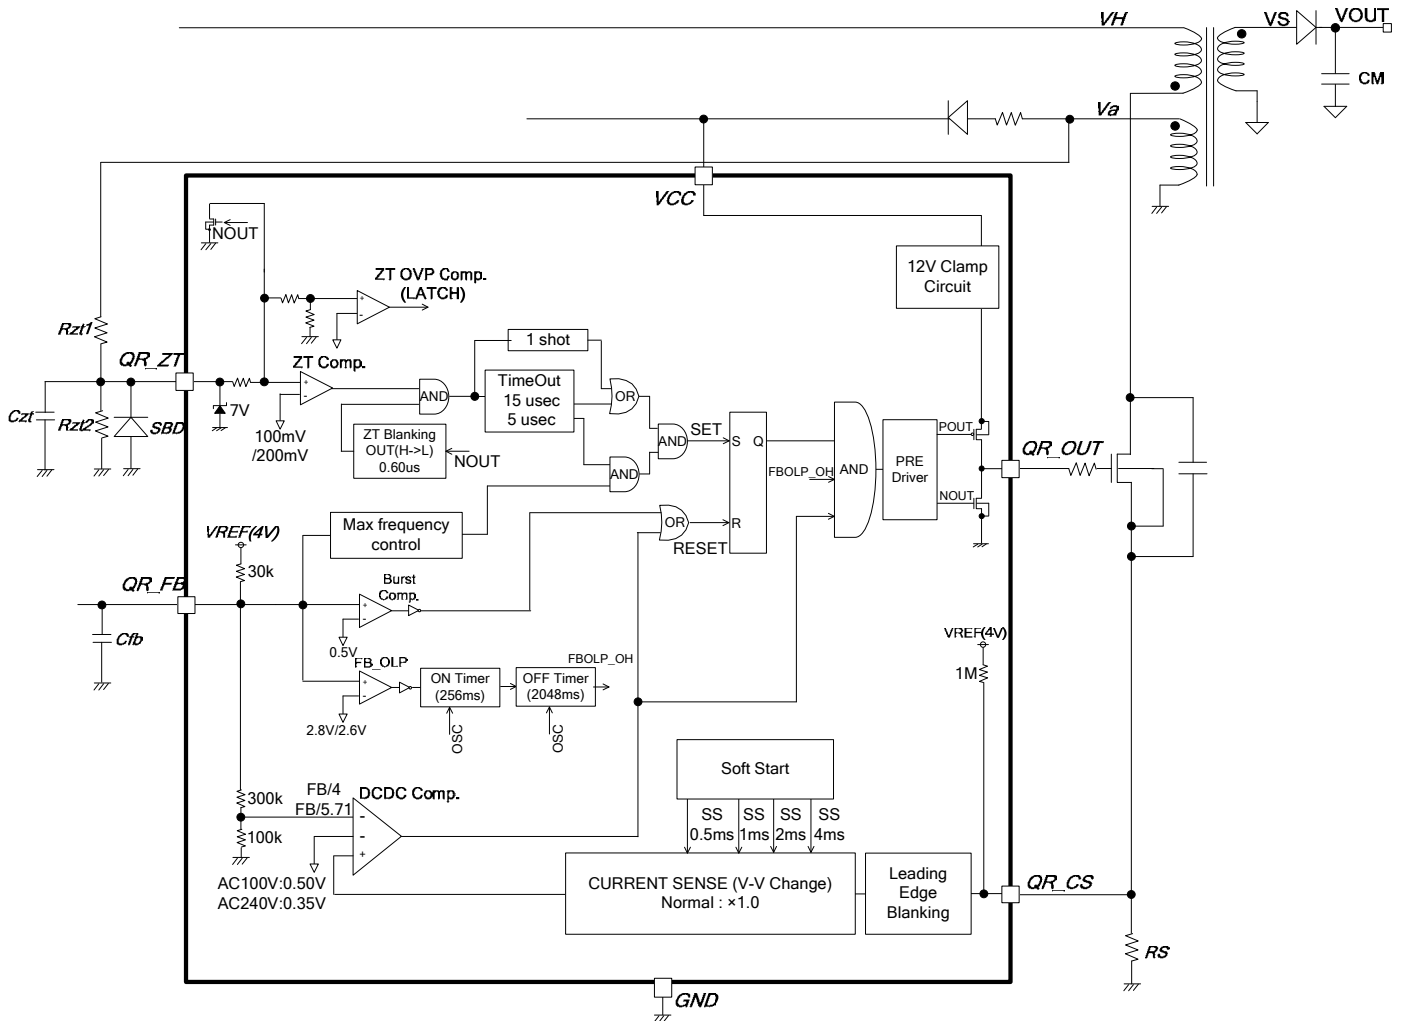 VH
VS
VOUT
CM
Va
VCC
NOUT
12V Clamp
Circuit
ZT OVP Comp.
(LATCH)
Rzt1
QR_ZT
ZT Comp.
1 shot
TimeOut
15 usec
5 usec
AND
OR
7V
Czt
Rzt2
SBD
100mV
/200mV
ZT Blanking
OUT(H->L)
0.60us
NOUT
AND
SET
S
Q
AND
FBOLP_OH
AND
PRE
Driver
POUT
NOUT
QR_OUT
Max frequency
control
OR
R
RESET
VREF(4V)
30k
QR_FB
Cfb
Burst
Comp.
+
-
0.5V
FB_OLP
+
-
2.8V/2.6V
ON Timer
(256ms)
OFF Timer
(2048ms)
FBOLP_OH
OSC
OSC
VREF(4V)
1M
Soft Start
SS
0.5ms
SS
1ms
SS
2ms
SS
4ms
300k
100k
FB/4
FB/5.71
DCDC Comp.
-
-
+
AC100V:0.50V
AC240V:0.35V
CURRENT SENSE (V-V Change)
Normal : ×1.0
Leading
Edge
Blanking
QR_CS
RS
GND